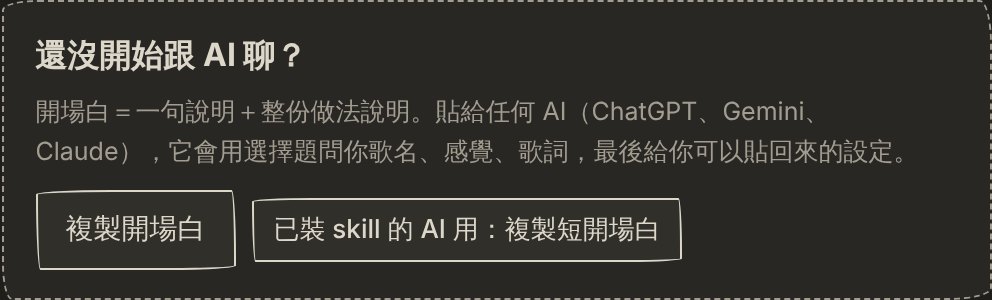 還沒開始跟 AI 聊？
開場白＝一句說明＋整份做法說明。貼給任何 AI（ChatGPT、Gemini、
Claude），它會用選擇題問你歌名、感覺、歌詞，最後給你可以貼回來的設定。
複製開場白
已裝 skill 的 AI 用：複製短開場白